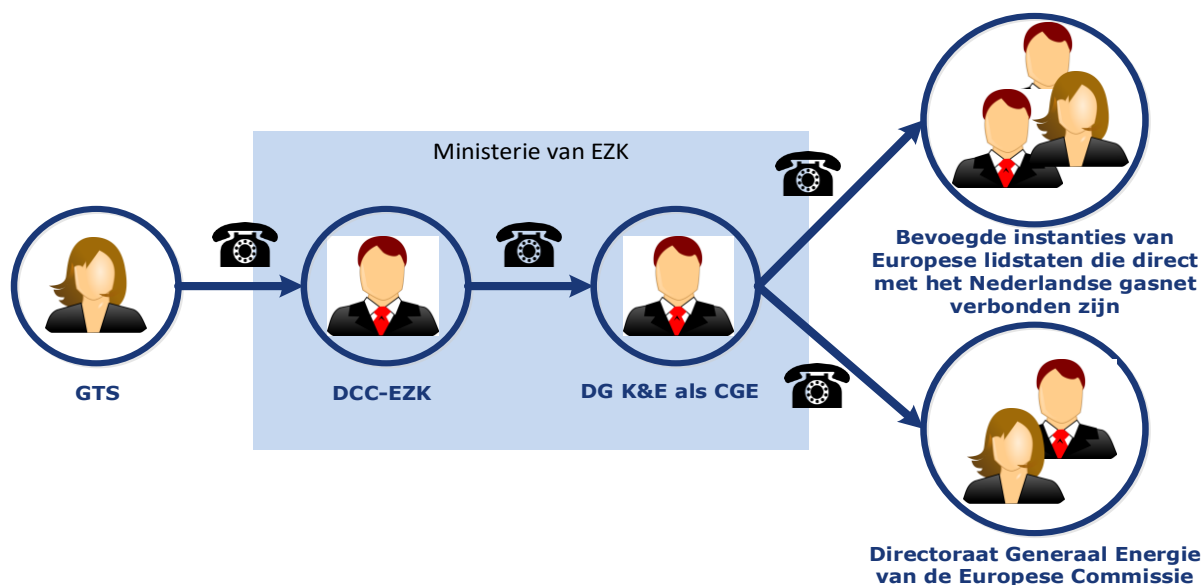 Ministerie van EZK
GTS
DCC-EZK
DG K&E als CGE
Bevoegde instanties van
Europese lidstaten die direct
met het Nederlandse gasnet
verbonden zijn
Directoraat Generaal Energie
van de Europese Commissie